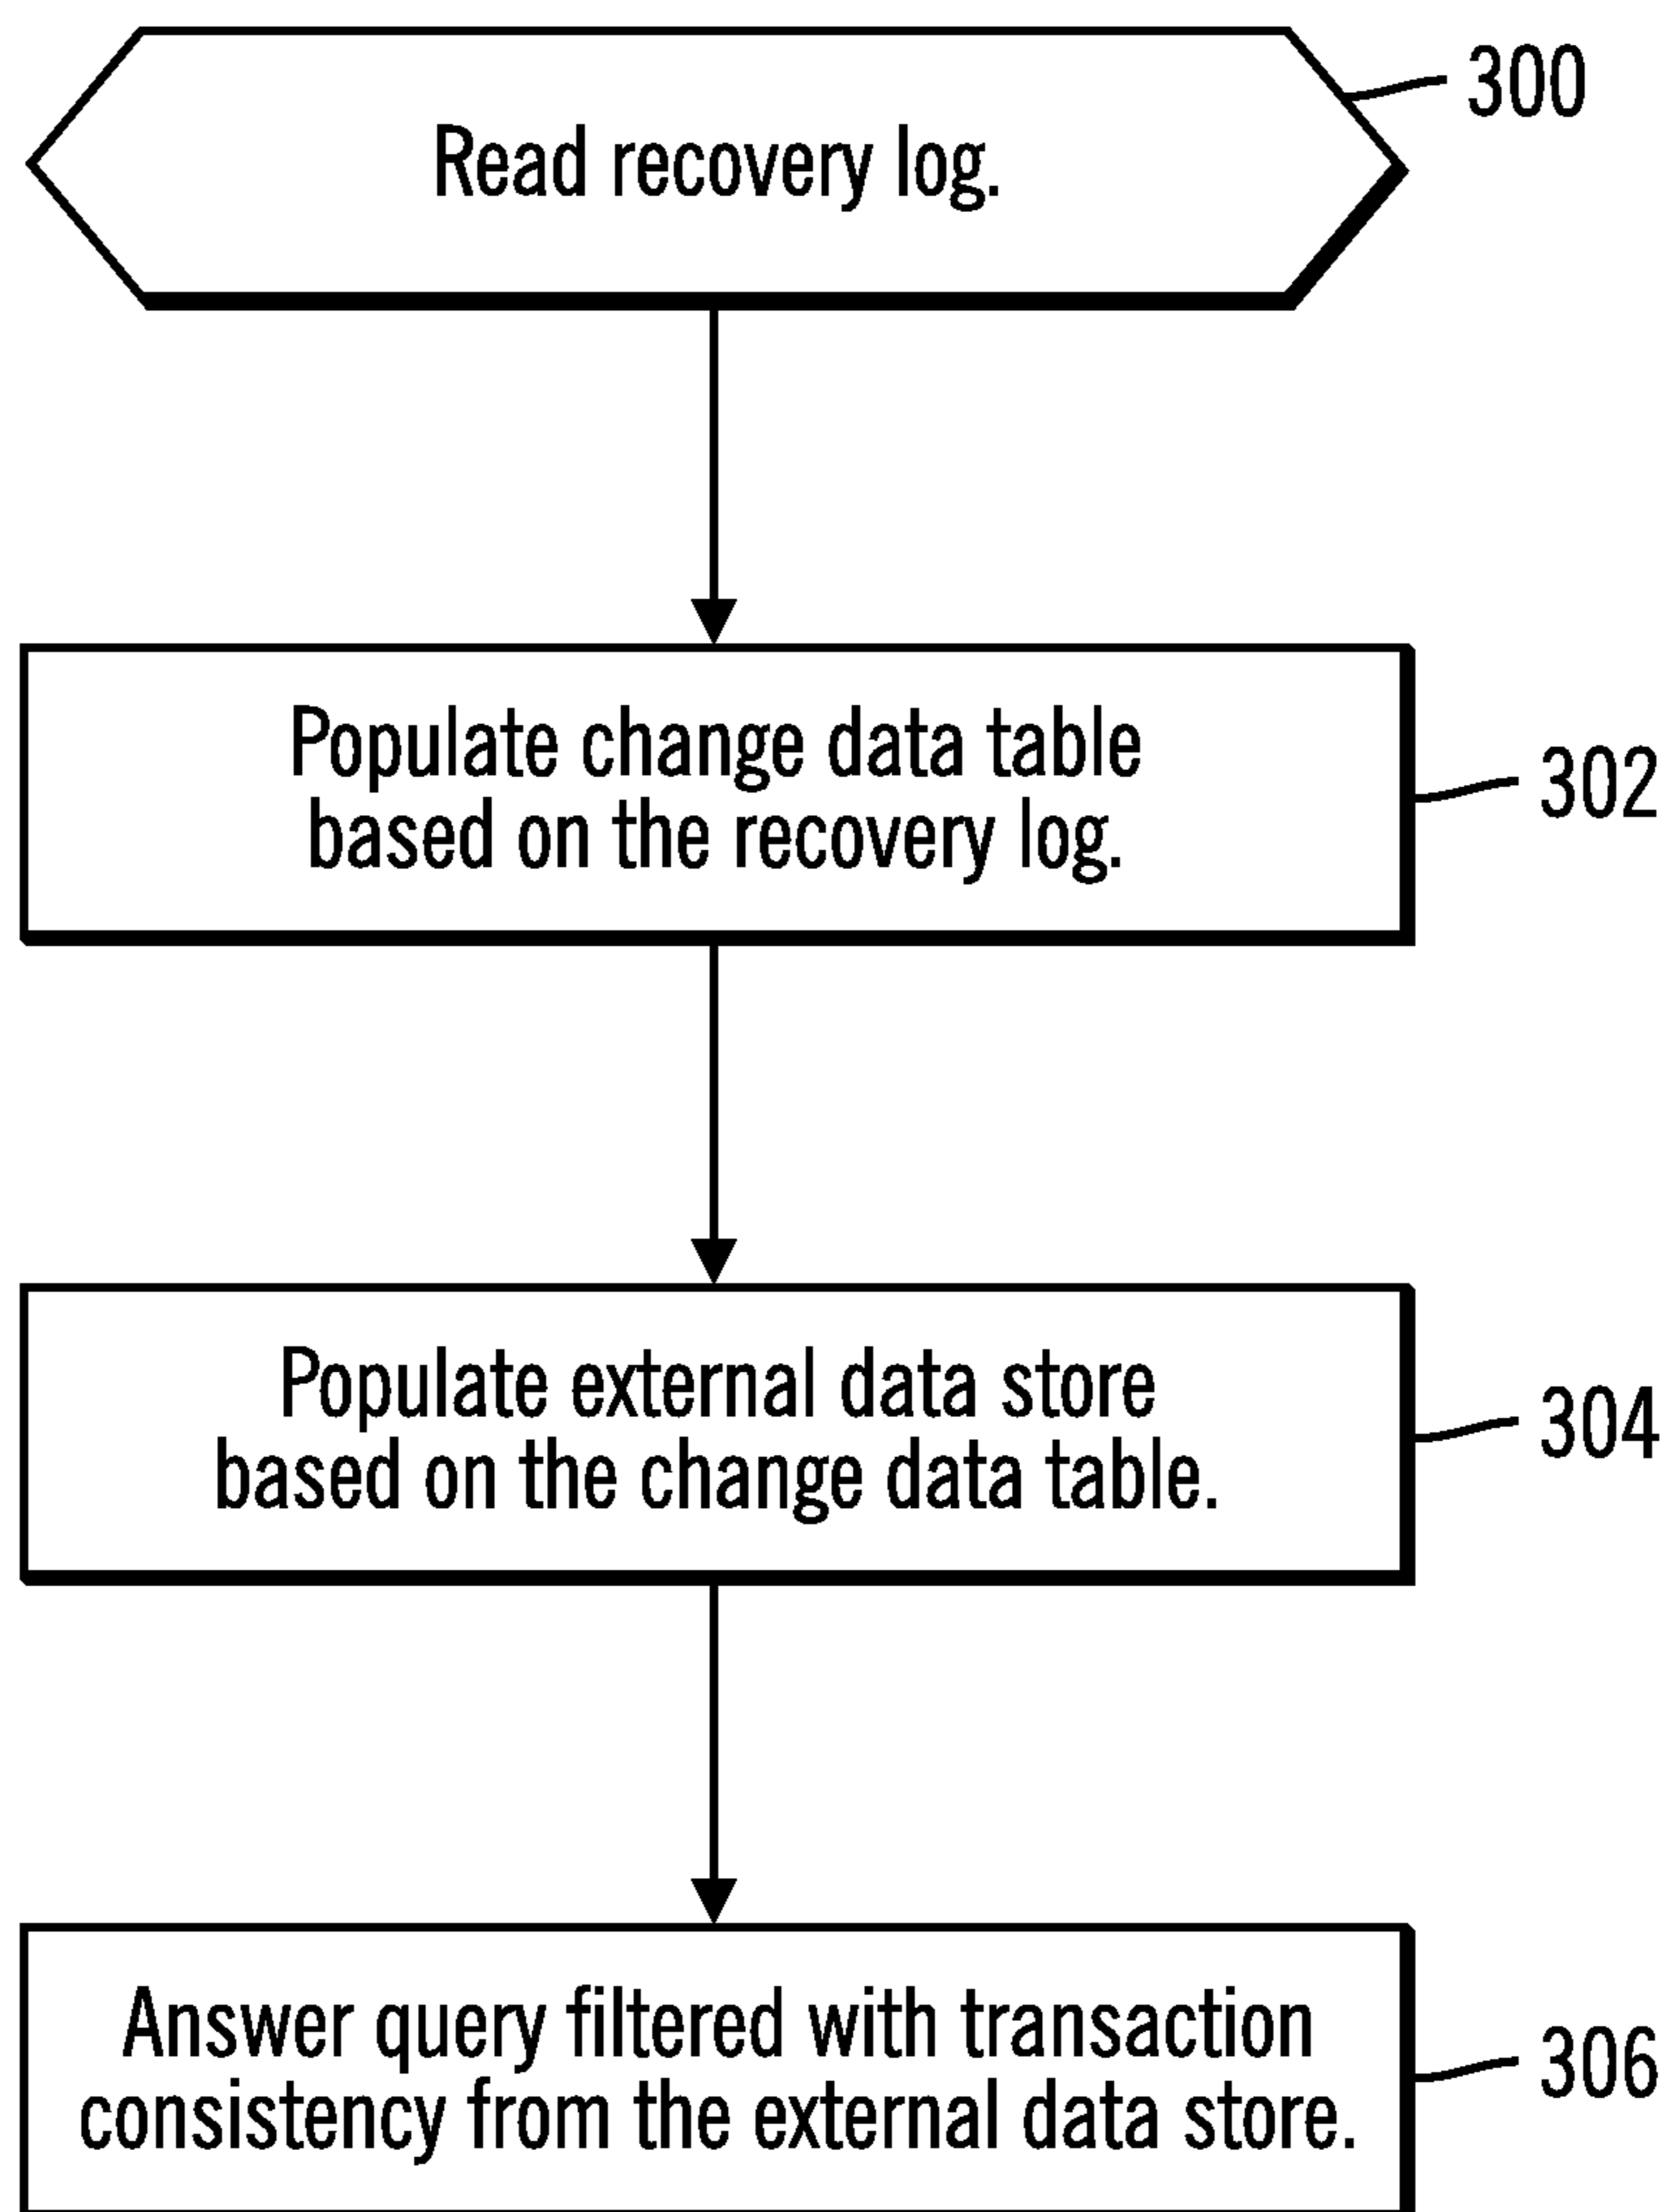 Read recovery log.
300
Populate change data table
based on the recovery log.
302
Populate external data store
based on the change data table.
304
Answer query filtered with transaction
consistency from the external data store.
306